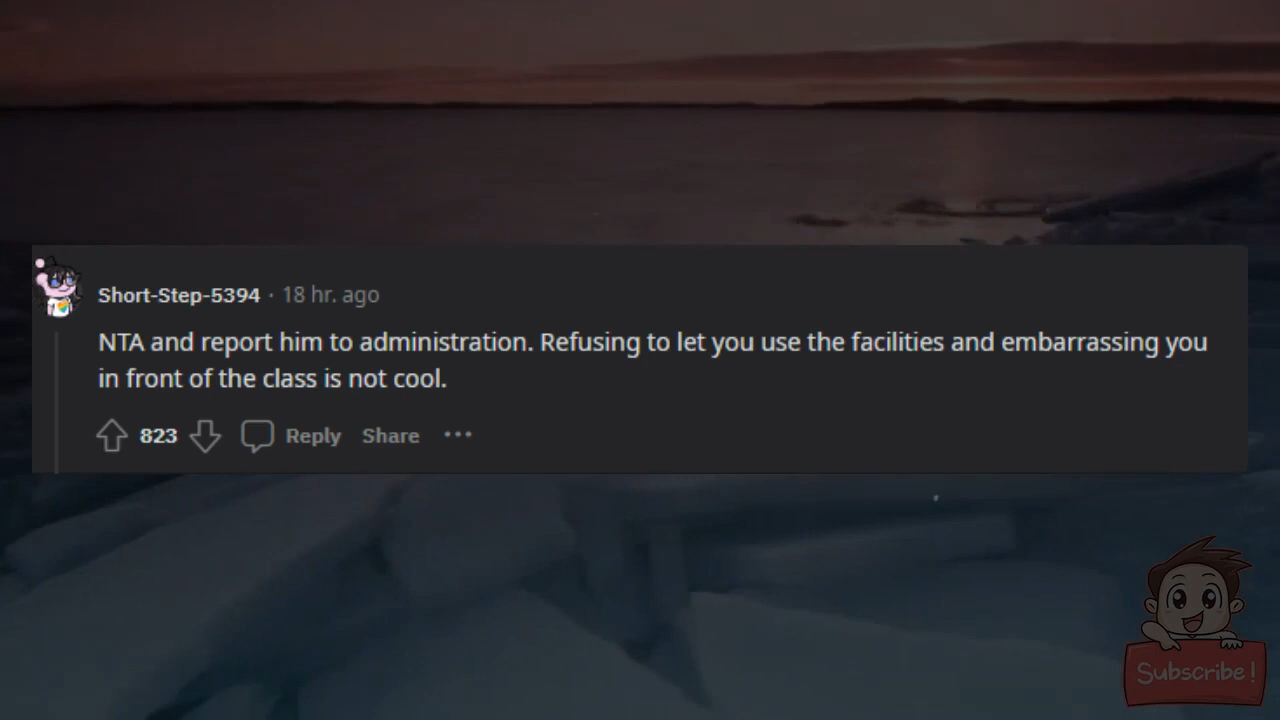 Short-Step-5394 · 18 hr. ago
NTA and report him to administration. Refusing to let you use the facilities and embarrassing you
in front of the class is not cool.
823 Reply Share ···
Subscribe!